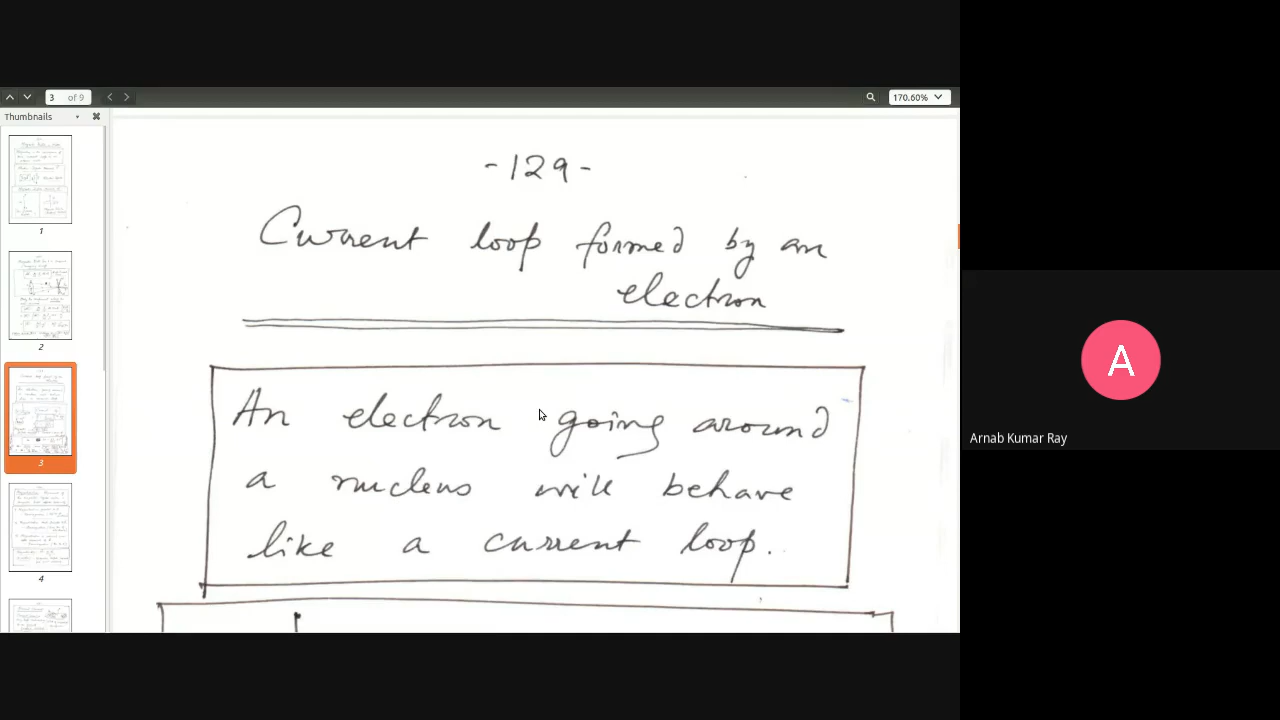 3 of 9
170.60%
Thumbnails
1
2
3
4
-129-
Current loop formed by an
electron
An electron going around
a nucleus will behave
like a current loop.
A
Arnab Kumar Ray